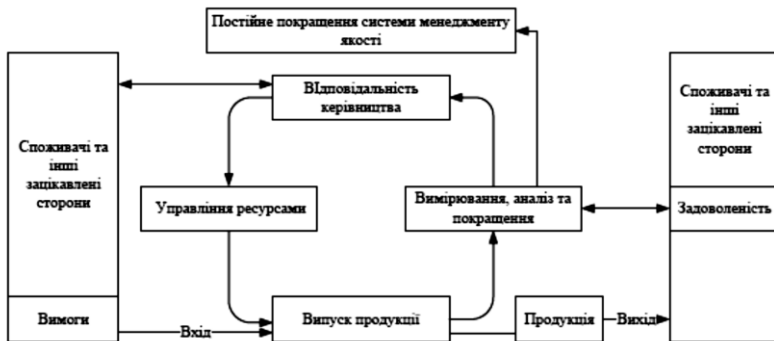 Постійне покращення системи менеджменту
якості
Споживачі та
інші
зацікавлені
сторони
ВІдповідальність
керівництва
Споживачі та
інші
зацікавлені
сторони
Управління ресурсами
Вимірювання, аналіз та
покращення
Задоволеність
Вимоги
Вхід
Випуск продукції
Продукція
Вихід